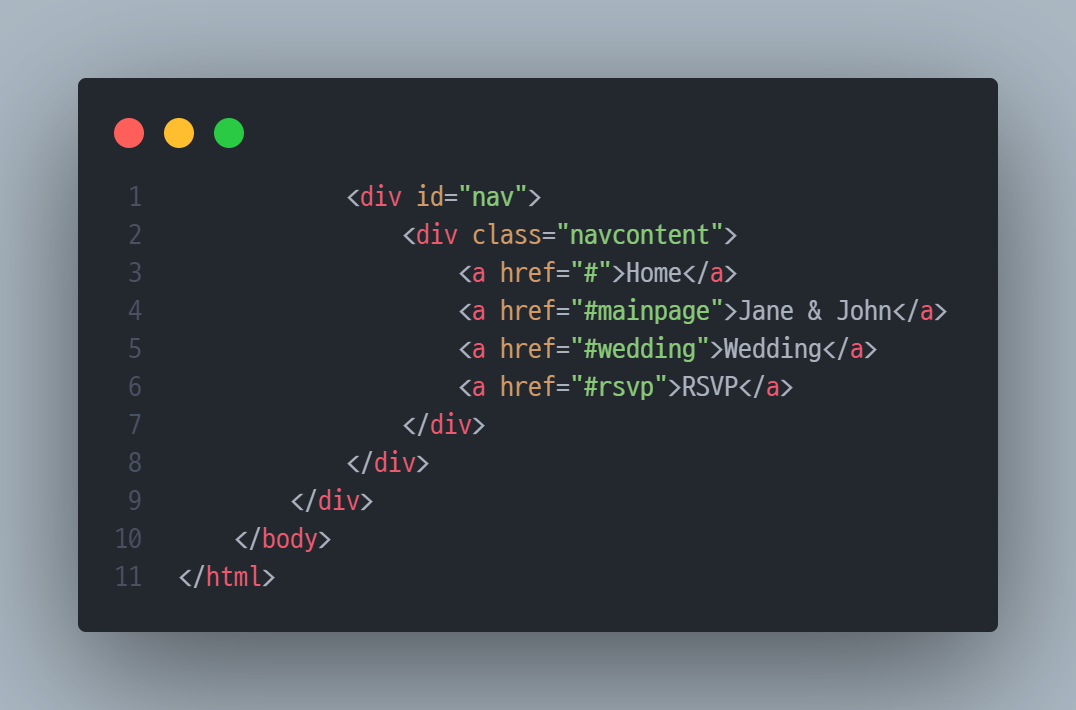 1             <div id="nav">
2                 <div class="navcontent">
3                     <a href="#">Home</a>
4                     <a href="#mainpage">Jane & John</a>
5                     <a href="#wedding">Wedding</a>
6                     <a href="#rsvp">RSVP</a>
7                 </div>
8             </div>
9         </div>
10     </body>
11 </html>